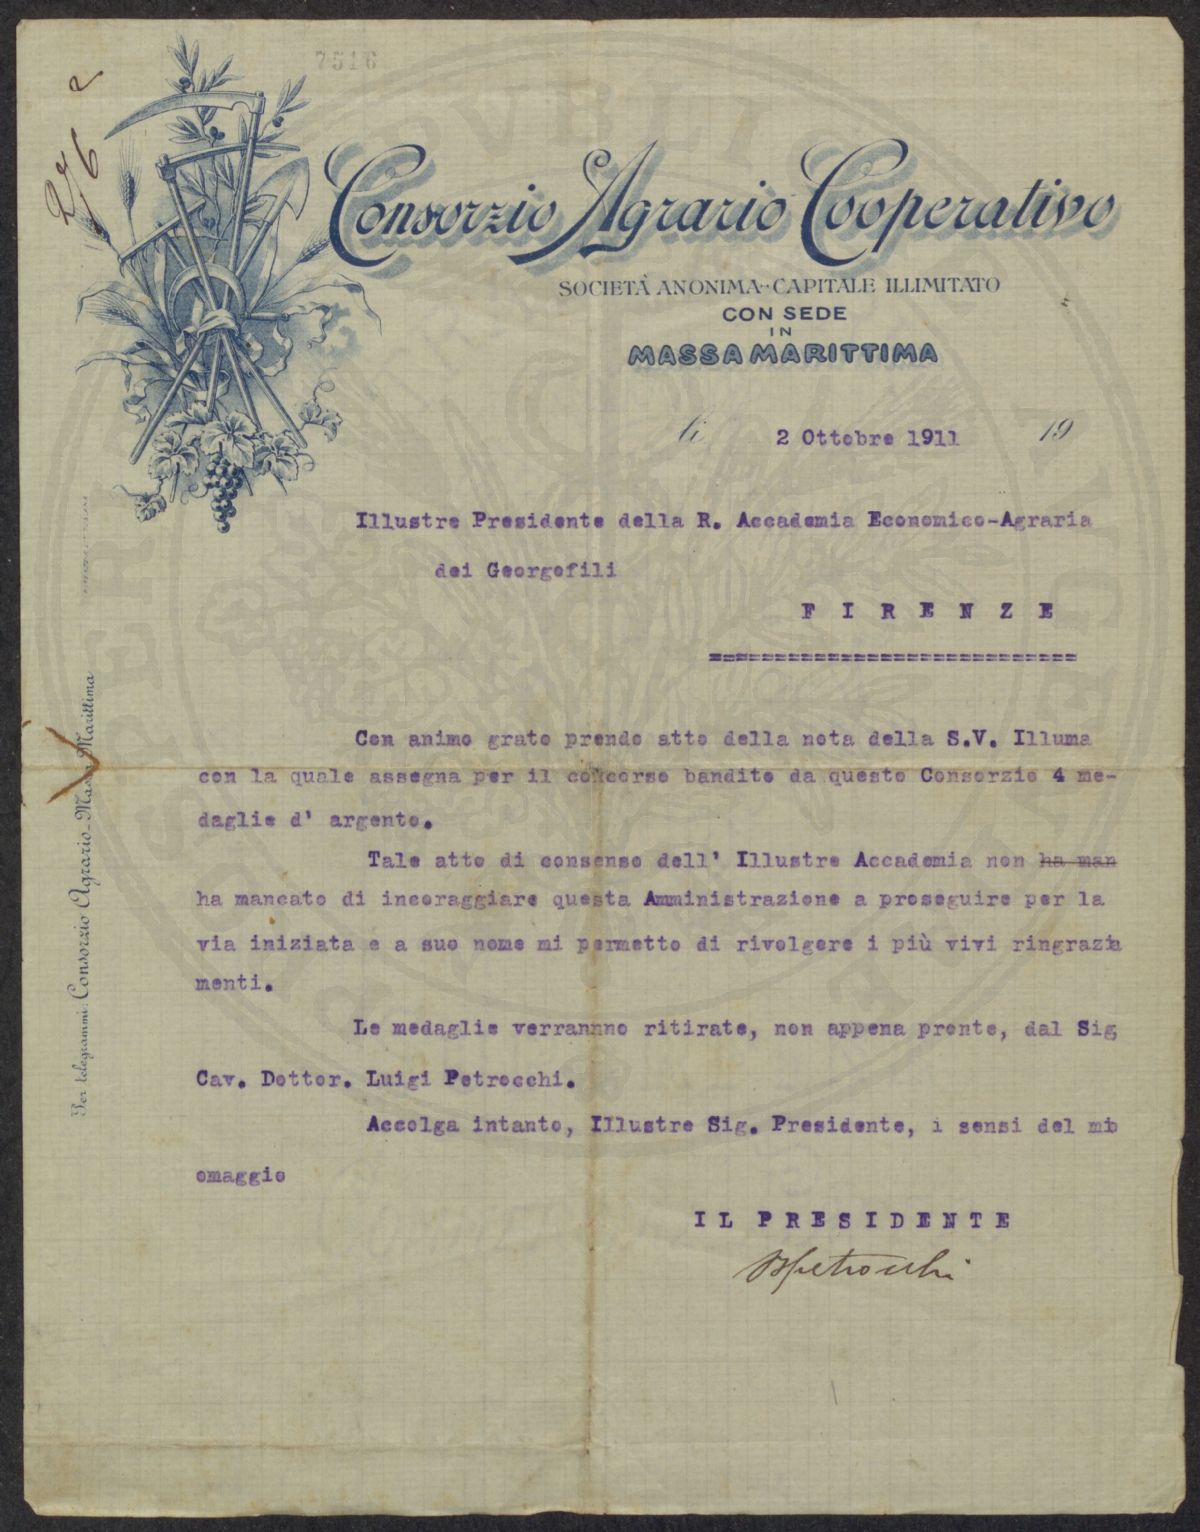 7516
276 2
Consorzio Agrario Cooperativo
SOCIETÀ ANONIMA - CAPITALE ILLIMITATO
CON SEDE
IN
MASSA MARITTIMA
li 2 Ottobre 1911 19
Illustre Presidente della R. Accademia Economico-Agraria
dei Georgofili
FIRENZE
============================
Con animo grato prendo atto della nota della S.V. Illuma
con la quale assegna per il concorso bandito da questo Consorzio 4 me-
daglie d' argento.
Tale atto di consenso dell' Illustre Accademia non ha man
ha mancato di incoraggiare questa Amministrazione a proseguire per la
via iniziata e a suo nome mi permetto di rivolgere i più vivi ringrazia
menti.
Le medaglie verrannno ritirate, non appena pronte, dal Sig
Cav. Dottor. Luigi Petrocchi.
Accolga intanto, Illustre Sig. Presidente, i sensi del mio
omaggio
IL PRESIDENTE
Petrocchi
Per telegrammi: Consorzio Agrario - Massa Marittima